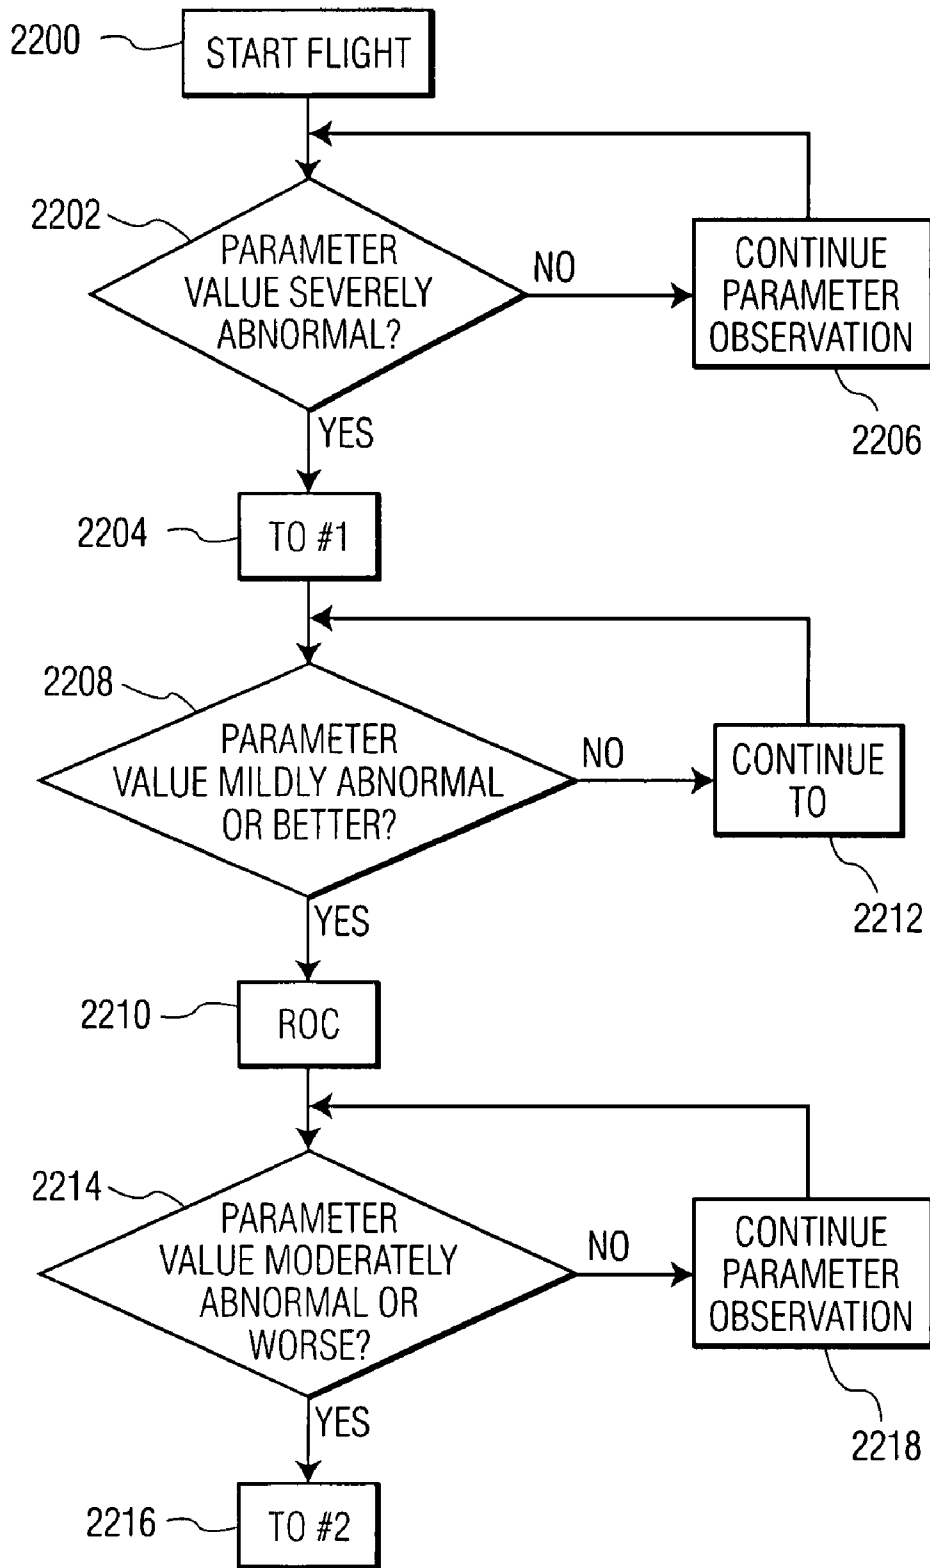 2200
START FLIGHT
2202
PARAMETER
VALUE SEVERELY
ABNORMAL?
NO
CONTINUE
PARAMETER
OBSERVATION
2206
YES
2204
TO #1
2208
PARAMETER
VALUE MILDLY ABNORMAL
OR BETTER?
NO
CONTINUE
TO
2212
YES
2210
ROC
2214
PARAMETER
VALUE MODERATELY
ABNORMAL OR
WORSE?
NO
CONTINUE
PARAMETER
OBSERVATION
2218
YES
2216
TO #2